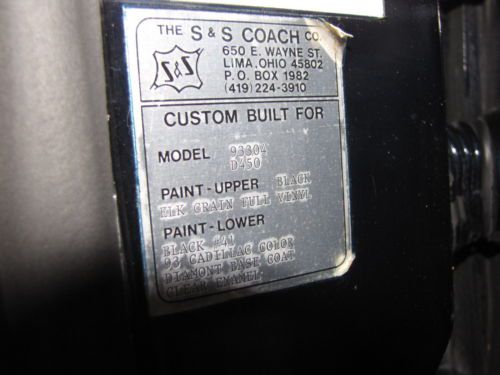 THE S & S COACH CO.
650 E. WAYNE ST.
LIMA, OHIO 45802
P.O. BOX 1982
(419) 224-3910
S&S
CUSTOM BUILT FOR
MODEL 93304
D450
PAINT-UPPER BLACK
ELK GRAIN FULL VINYL
PAINT-LOWER
BLACK #41
93 CADILLAC COLOR
DIAMONT BASE COAT
CLEAR ENAMEL